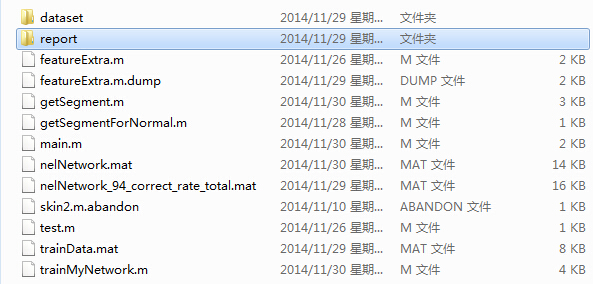 dataset 2014/11/29 星期... 文件夹
report 2014/11/29 星期... 文件夹
featureExtra.m 2014/11/26 星期... M 文件 2 KB
featureExtra.m.dump 2014/11/29 星期... DUMP 文件 2 KB
getSegment.m 2014/11/30 星期... M 文件 3 KB
getSegmentForNormal.m 2014/11/28 星期... M 文件 1 KB
main.m 2014/11/30 星期... M 文件 2 KB
nelNetwork.mat 2014/11/30 星期... MAT 文件 14 KB
nelNetwork_94_correct_rate_total.mat 2014/11/29 星期... MAT 文件 16 KB
skin2.m.abandon 2014/11/10 星期... ABANDON 文件 1 KB
test.m 2014/11/29 星期... M 文件 1 KB
trainData.mat 2014/11/29 星期... MAT 文件 8 KB
trainMyNetwork.m 2014/11/30 星期... M 文件 4 KB